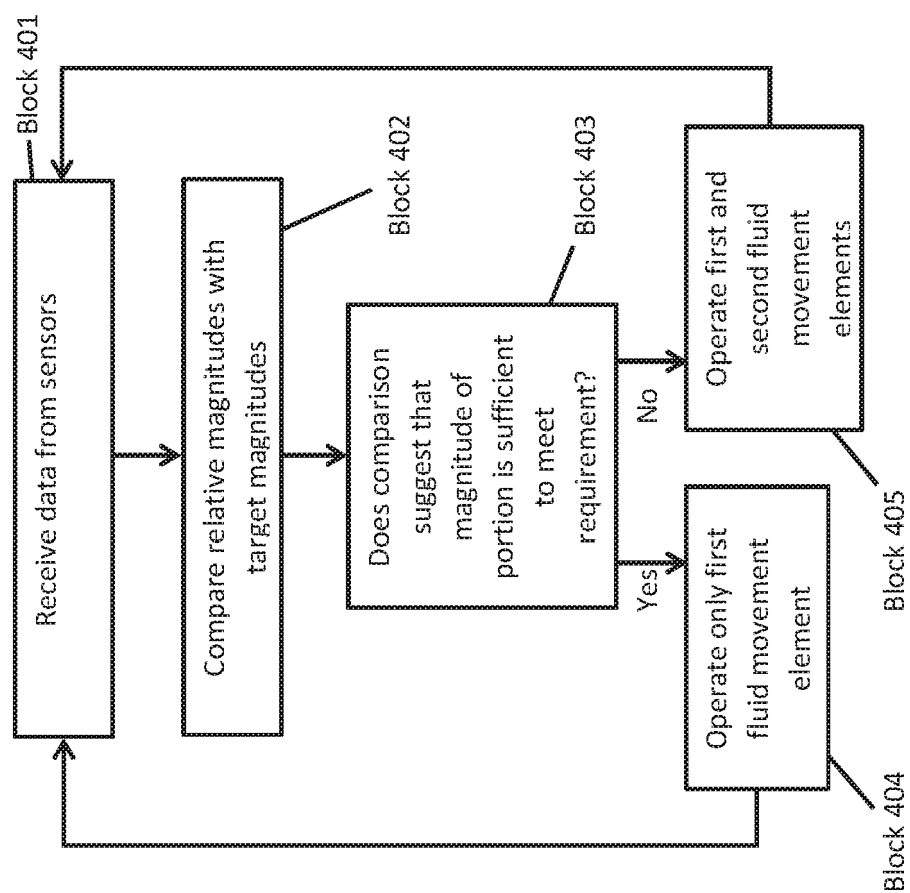 Block 401
Receive data from sensors
Compare relative magnitudes with
target magnitudes
Block 402
Does comparison
suggest that
magnitude of
portion is sufficient
to meet
requirement?
Block 403
Yes
No
Operate only first
fluid movement
element
Block 404
Operate first and
second fluid
movement
elements
Block 405